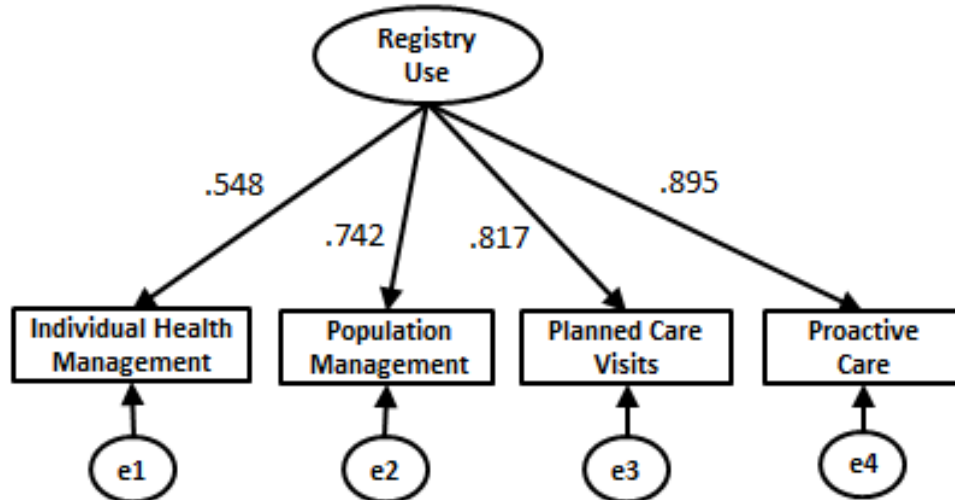 Registry
Use
.548
.742
.817
.895
Individual Health
Management
Population
Management
Planned Care
Visits
Proactive
Care
e1
e2
e3
e4